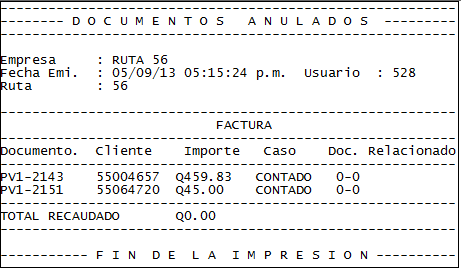 ------- D O C U M E N T O S   A N U L A D O S -------
Empresa     : RUTA 56
Fecha Emi.  : 05/09/13 05:15:24 p.m.  Usuario  : 528
Ruta        : 56
FACTURA
Documento.  Cliente    Importe   Caso    Doc. Relacionado
PV1-2143    55004657  Q459.83   CONTADO   0-0
PV1-2151    55064720  Q45.00    CONTADO   0-0
TOTAL RECAUDADO       Q0.00
----------- F I N  D E  L A  I M P R E S I O N -----------